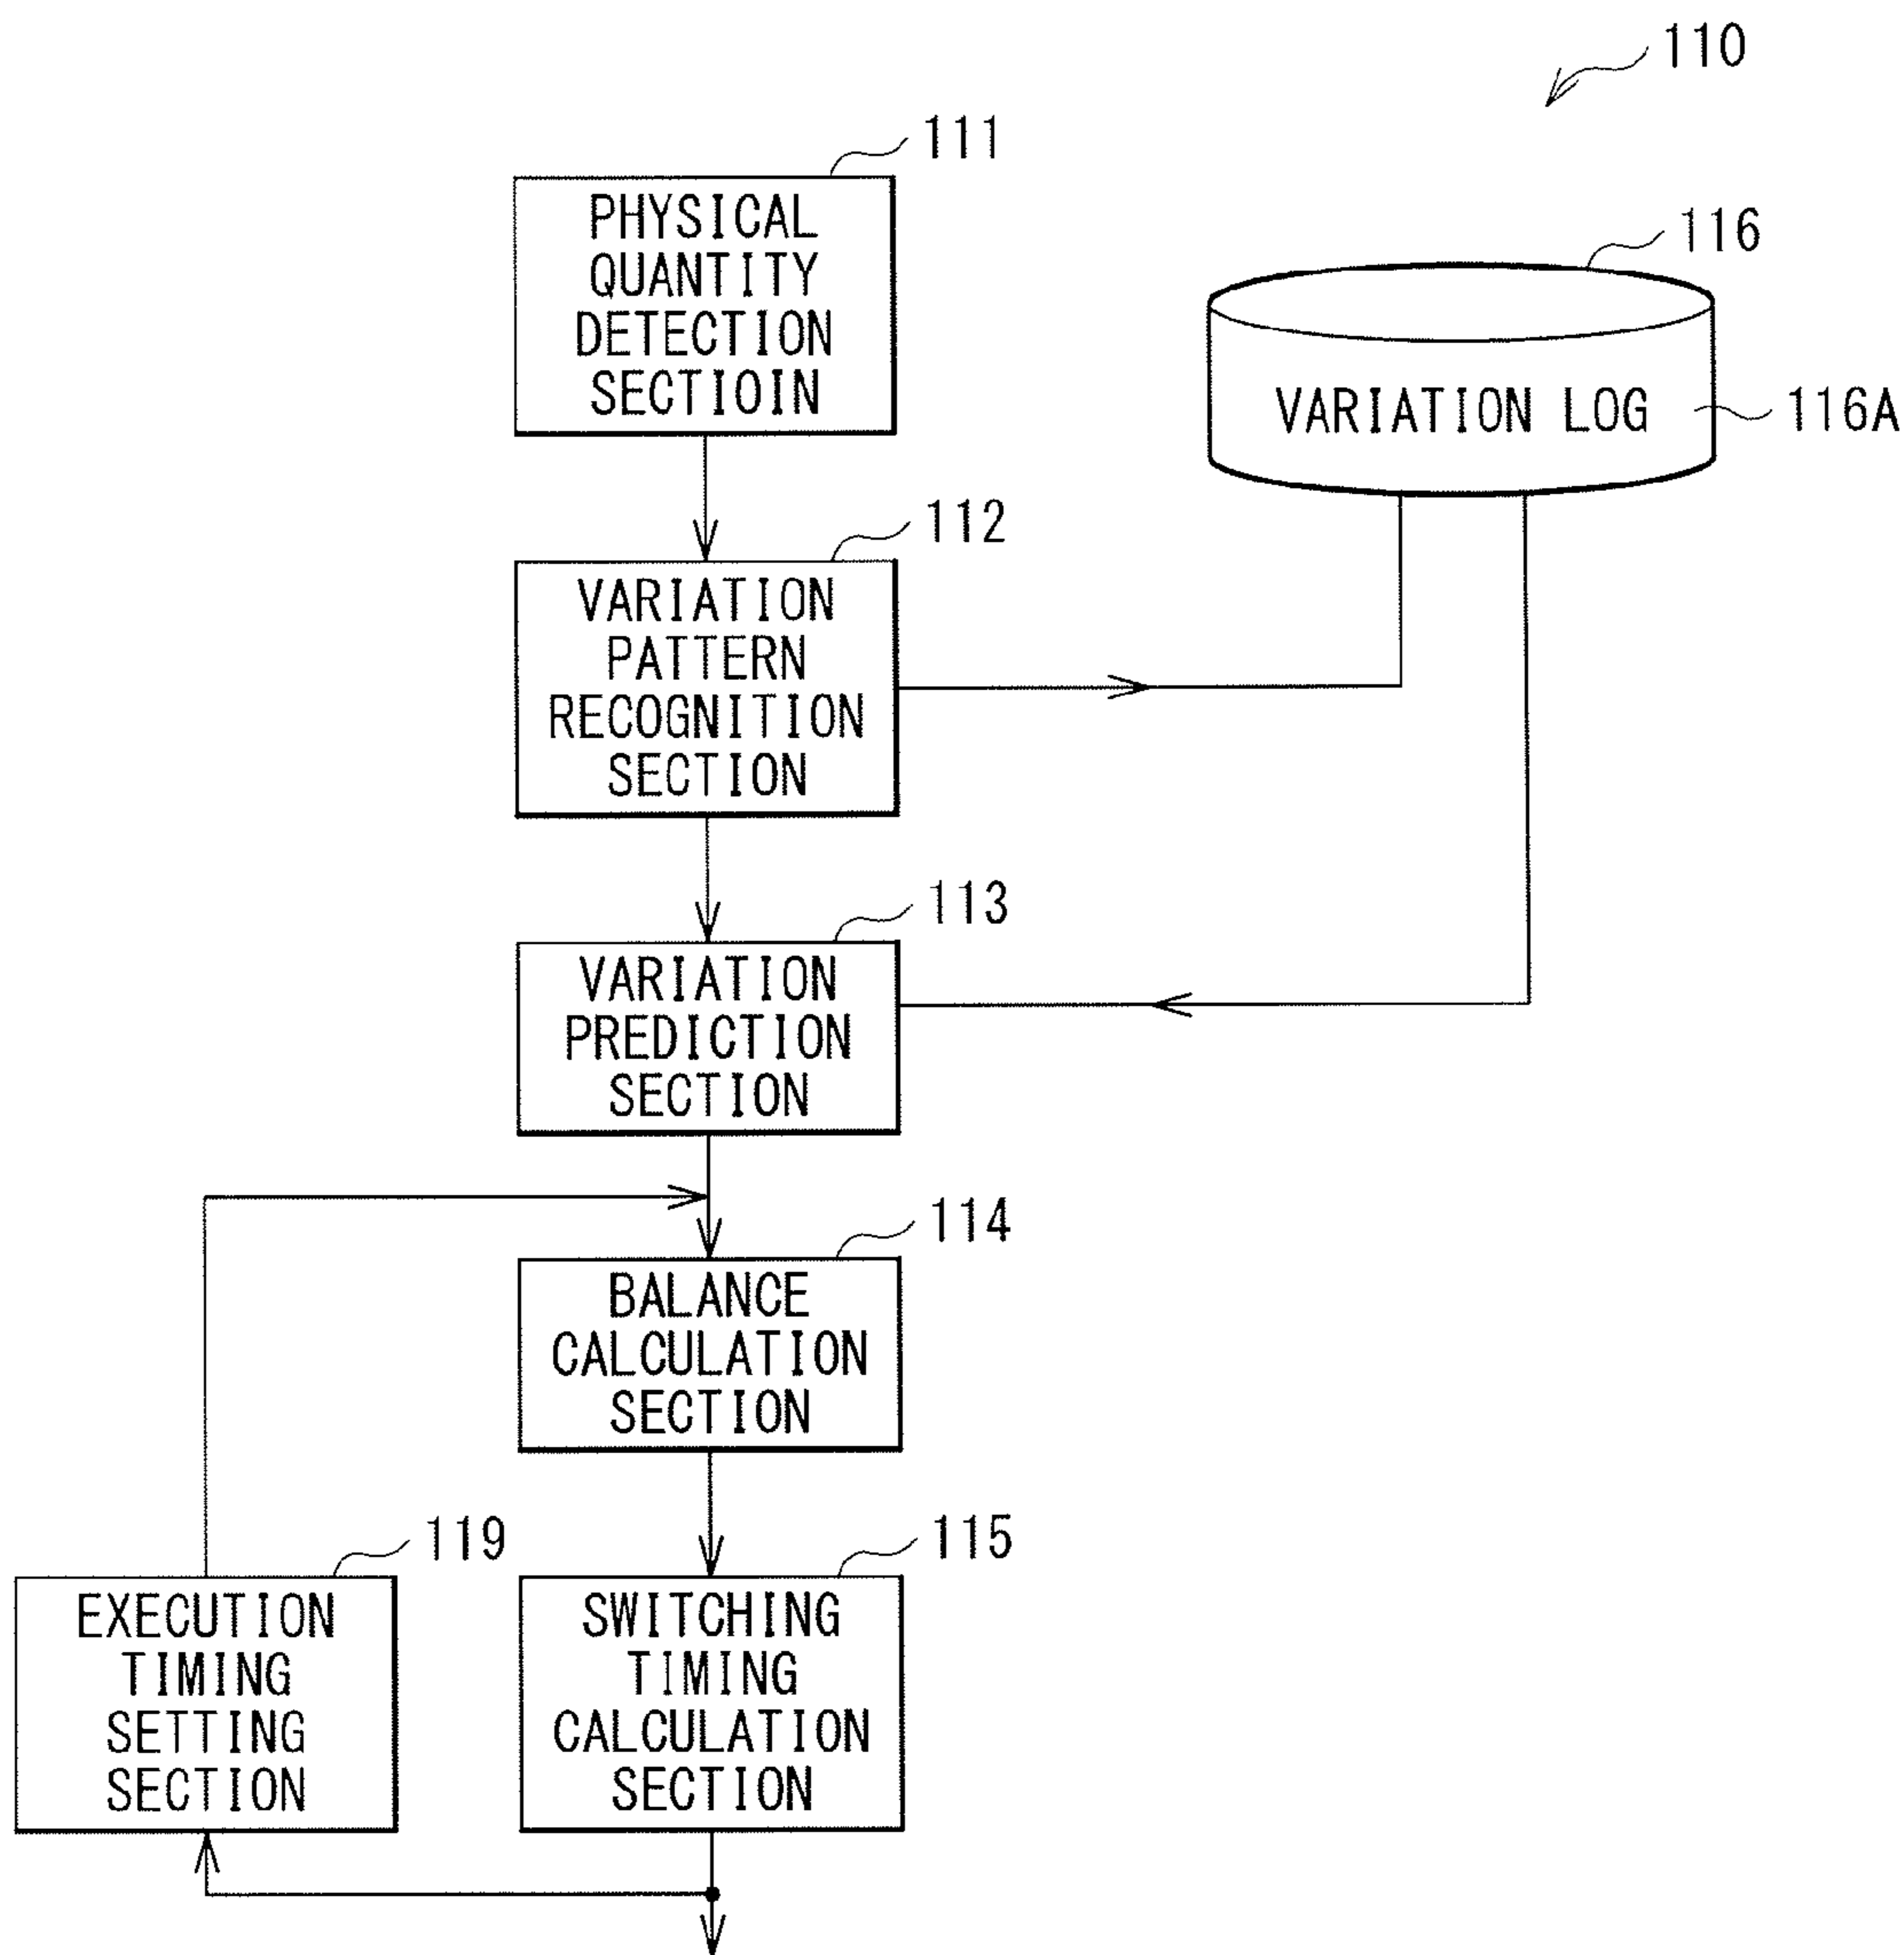 110
111
PHYSICAL
QUANTITY
DETECTION
SECTIOIN
116
VARIATION LOG
116A
112
VARIATION
PATTERN
RECOGNITION
SECTION
113
VARIATION
PREDICTION
SECTION
114
BALANCE
CALCULATION
SECTION
119
EXECUTION
TIMING
SETTING
SECTION
115
SWITCHING
TIMING
CALCULATION
SECTION